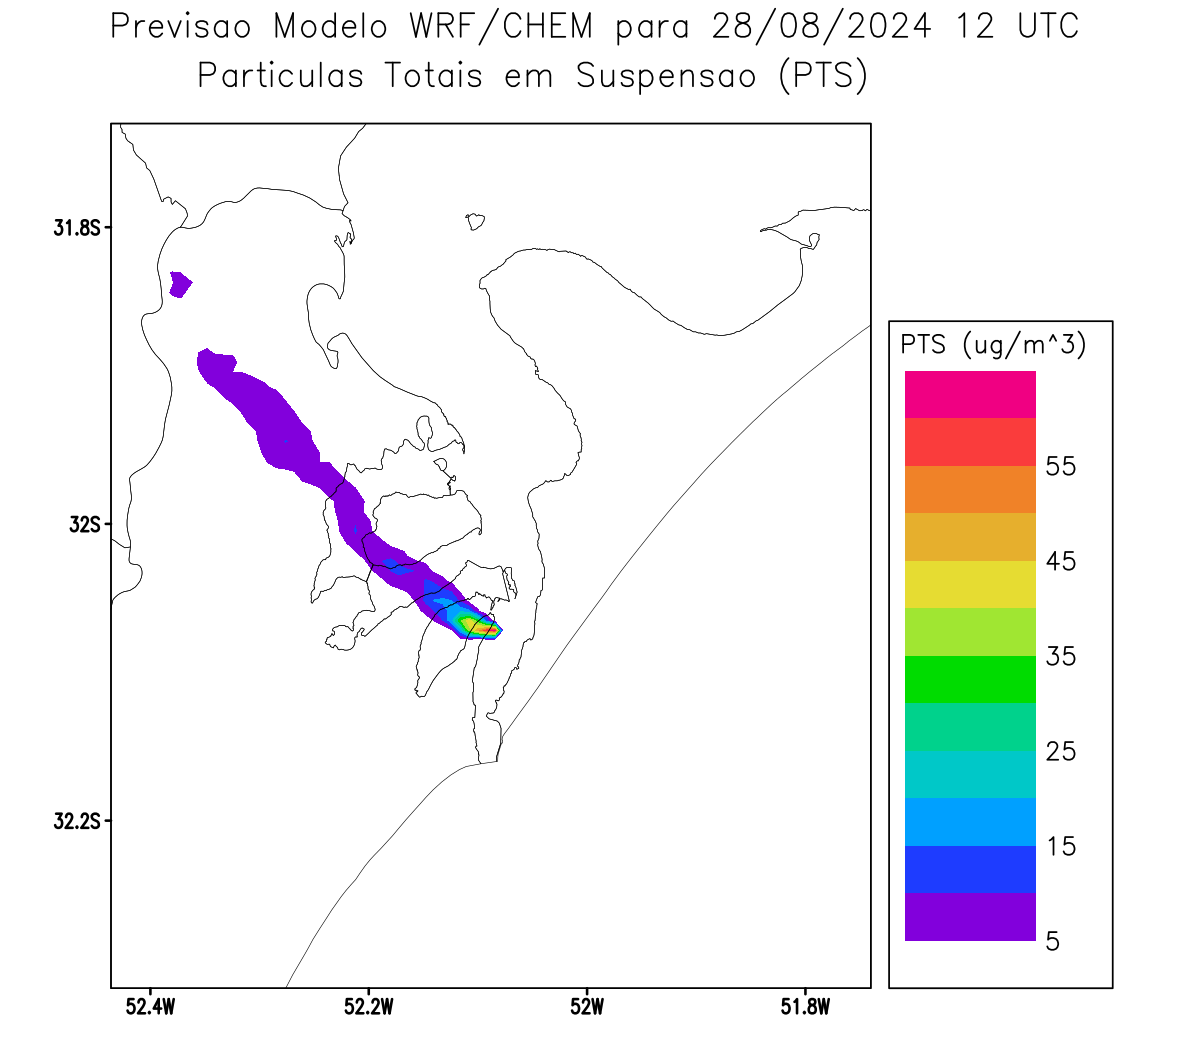 Previsao Modelo WRF/CHEM para 28/08/2024 12 UTC
Particulas Totais em Suspensao (PTS)
31.8S
32S
32.2S
52.4W
52.2W
52W
51.8W
PTS (ug/m^3)
55
45
35
25
15
5